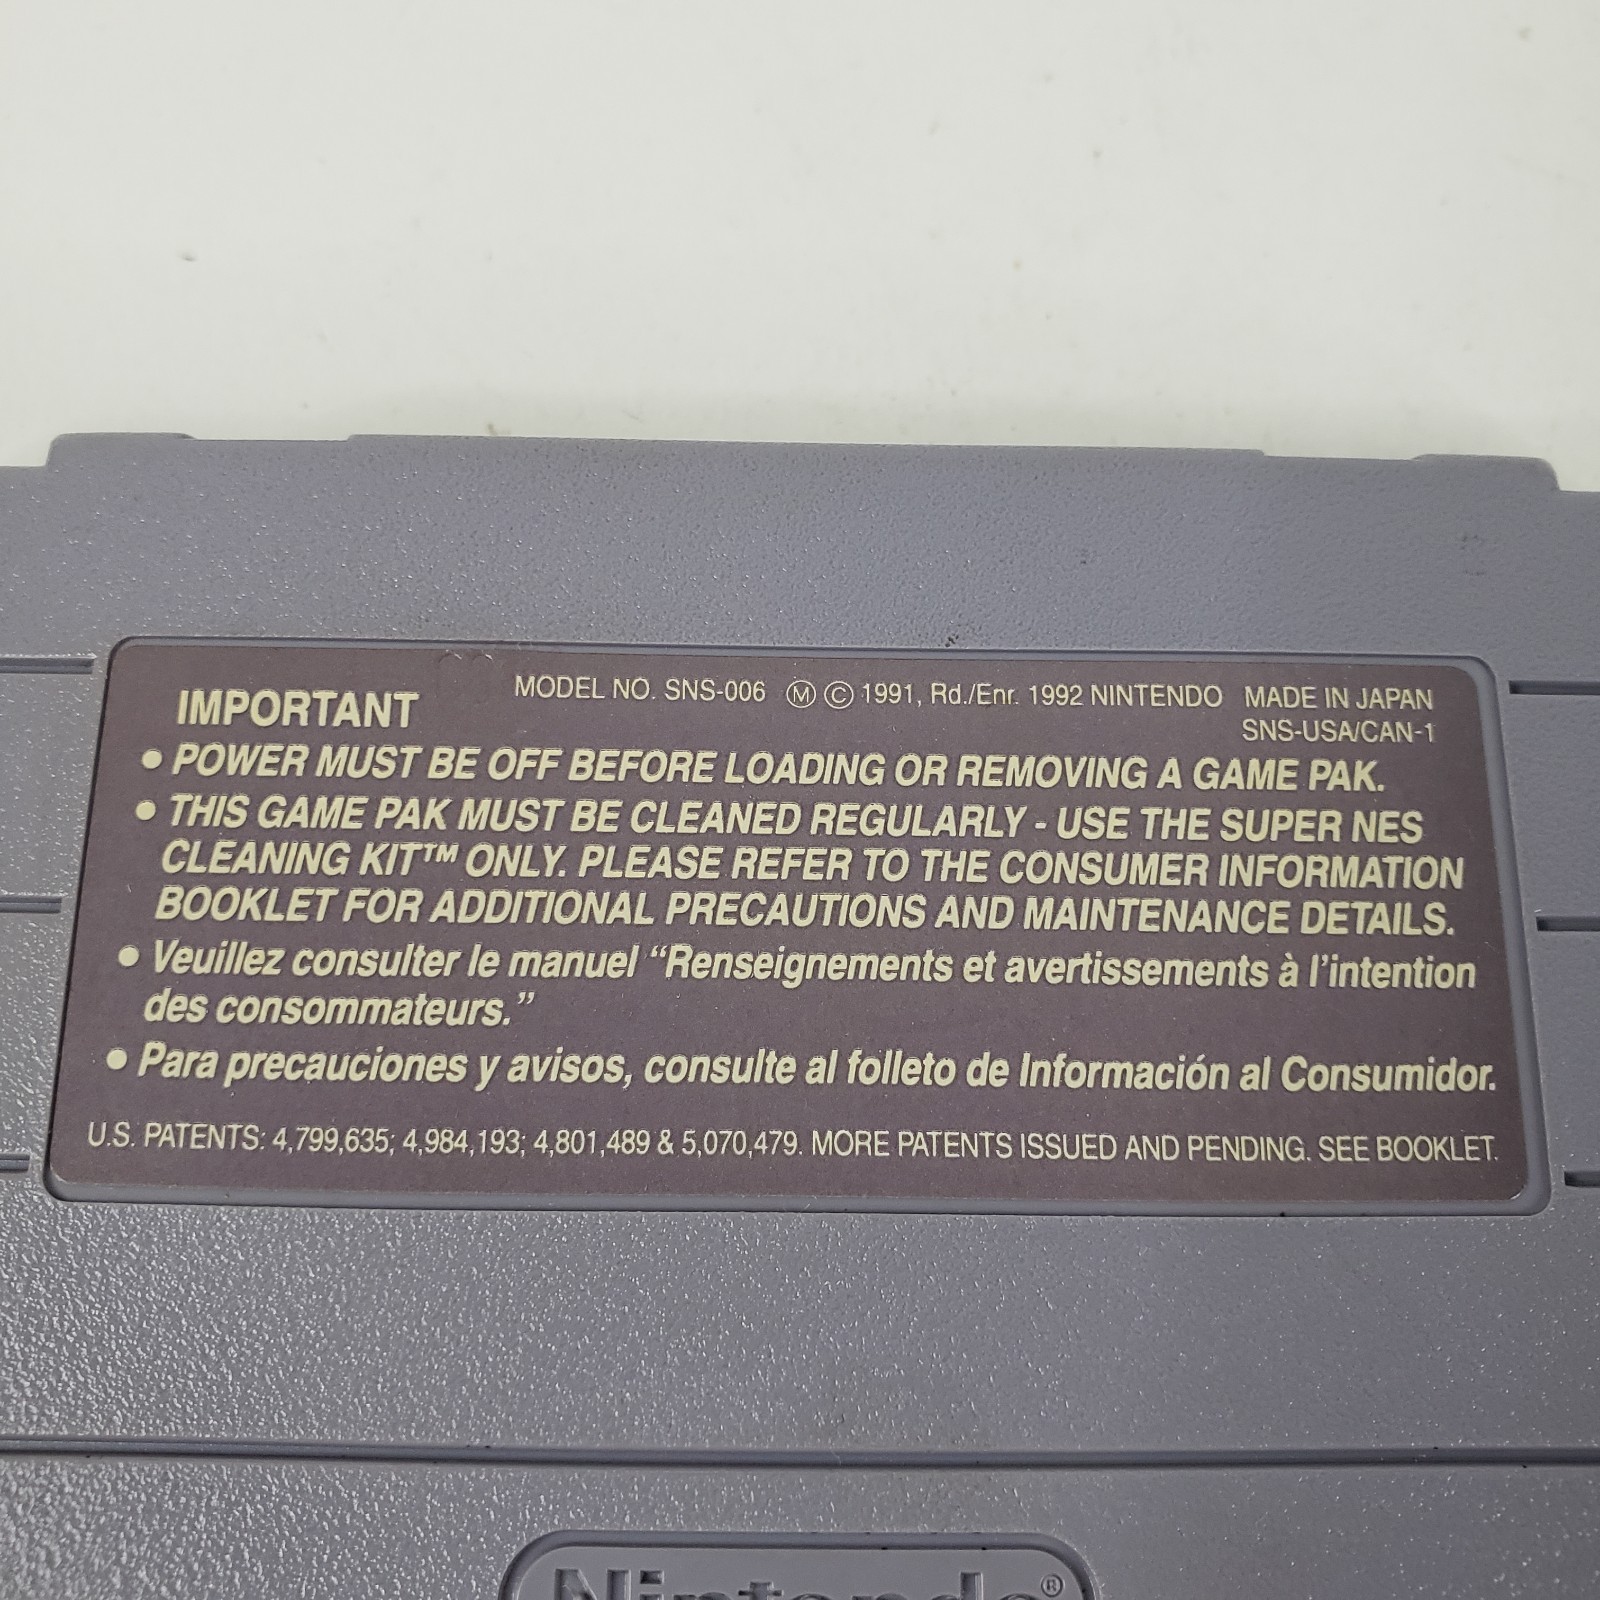 IMPORTANT MODEL NO. SNS-006 Ⓜ © 1991, Rd./Enr. 1992 NINTENDO MADE IN JAPAN
SNS-USA/CAN-1
• POWER MUST BE OFF BEFORE LOADING OR REMOVING A GAME PAK.
• THIS GAME PAK MUST BE CLEANED REGULARLY - USE THE SUPER NES
CLEANING KIT™ ONLY. PLEASE REFER TO THE CONSUMER INFORMATION
BOOKLET FOR ADDITIONAL PRECAUTIONS AND MAINTENANCE DETAILS.
• Veuillez consulter le manuel “Renseignements et avertissements à l’intention
des consommateurs.”
• Para precauciones y avisos, consulte al folleto de Información al Consumidor.
U.S. PATENTS: 4,799,635; 4,984,193; 4,801,489 & 5,070,479. MORE PATENTS ISSUED AND PENDING. SEE BOOKLET.
Nintendo®